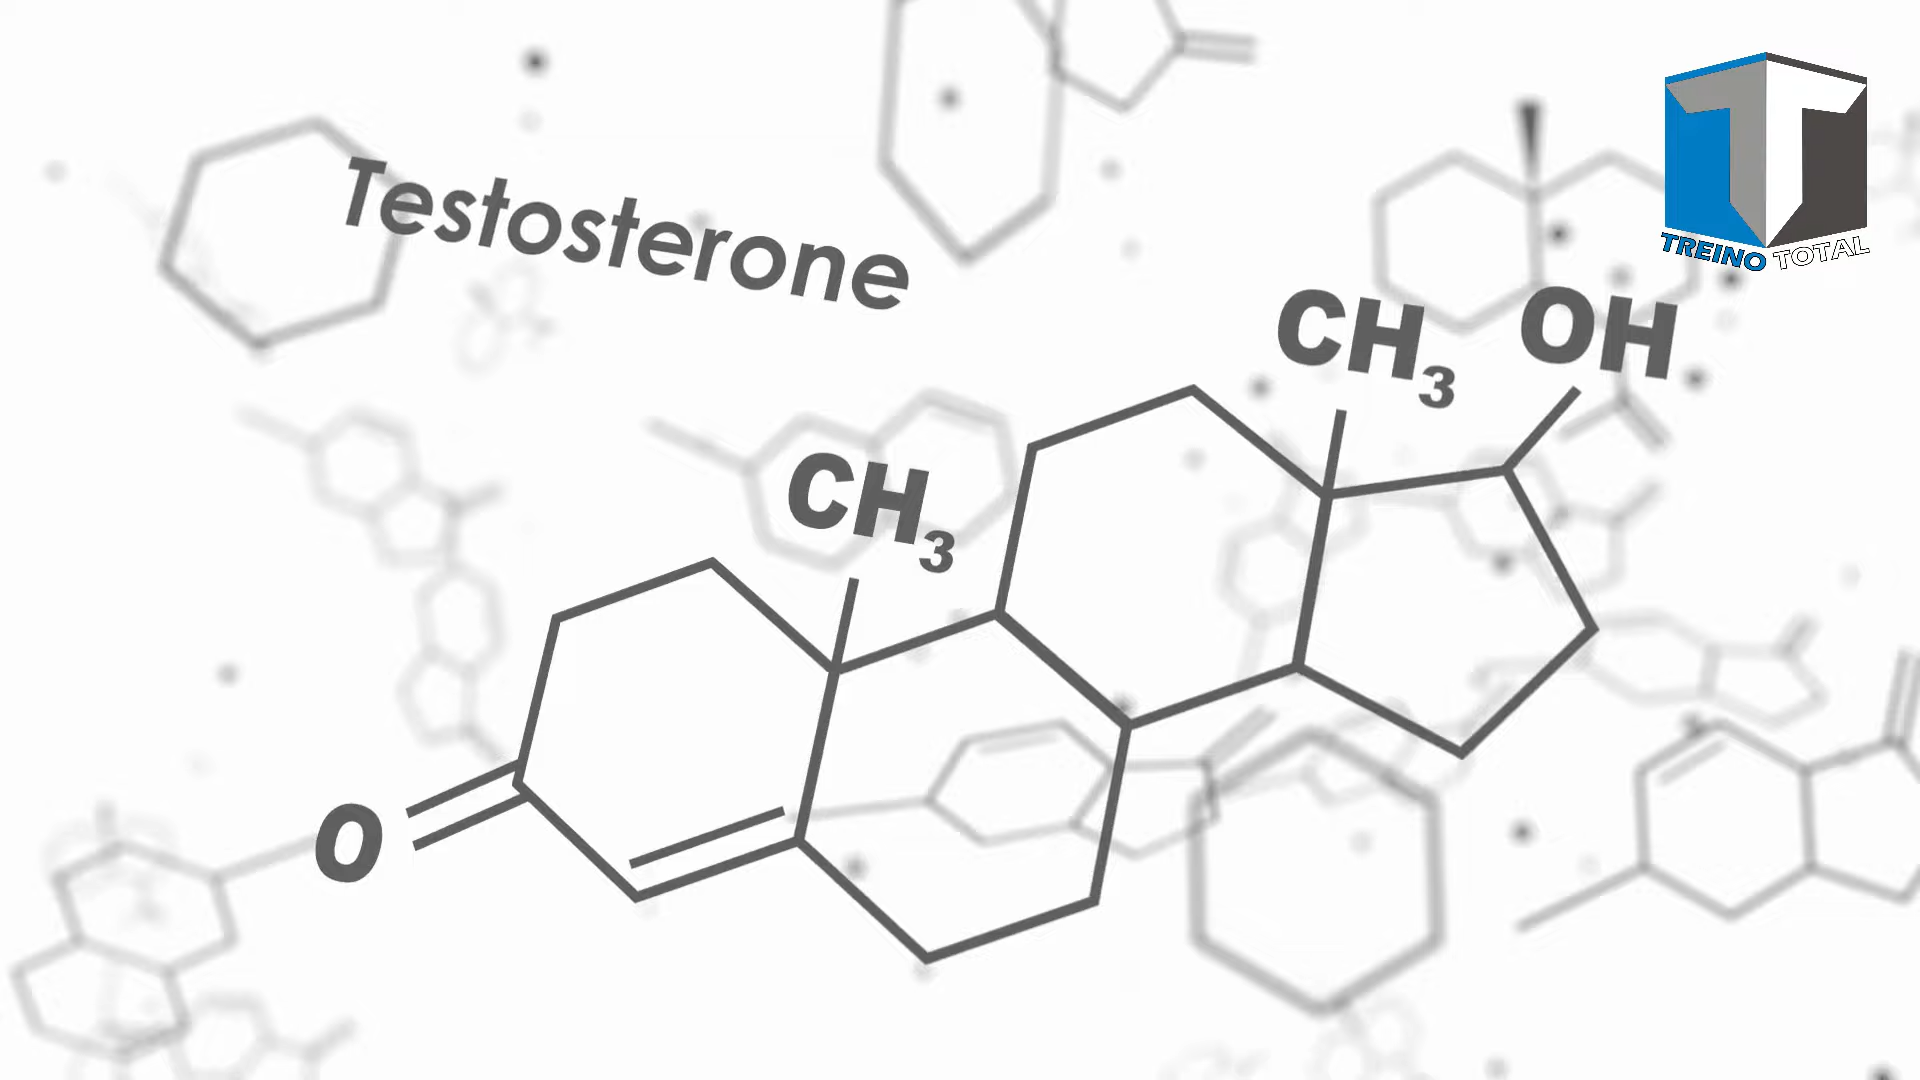 Testosterone
TREINO TOTAL
CH3
OH
CH3
O